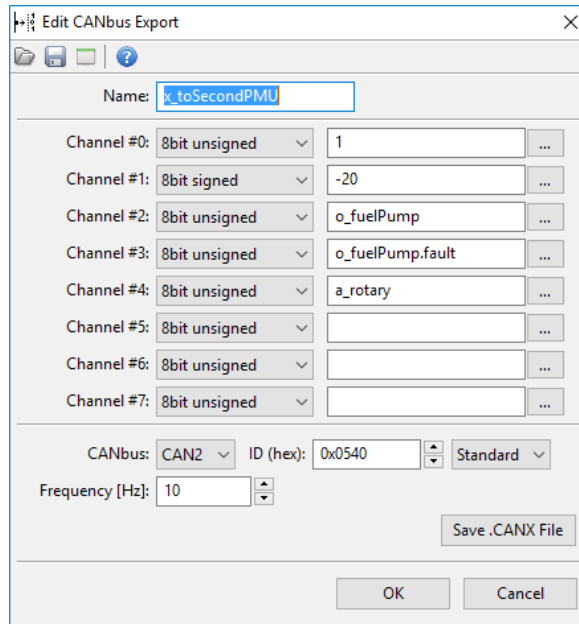 Edit CANbus Export
Name: x_toSecondPMU
Channel #0: 8bit unsigned 1 ...
Channel #1: 8bit signed -20 ...
Channel #2: 8bit unsigned o_fuelPump ...
Channel #3: 8bit unsigned o_fuelPump.fault ...
Channel #4: 8bit unsigned a_rotary ...
Channel #5: 8bit unsigned ...
Channel #6: 8bit unsigned ...
Channel #7: 8bit unsigned ...
CANbus: CAN2 ID (hex): 0x0540 Standard
Frequency [Hz]: 10
Save .CANX File
OK Cancel